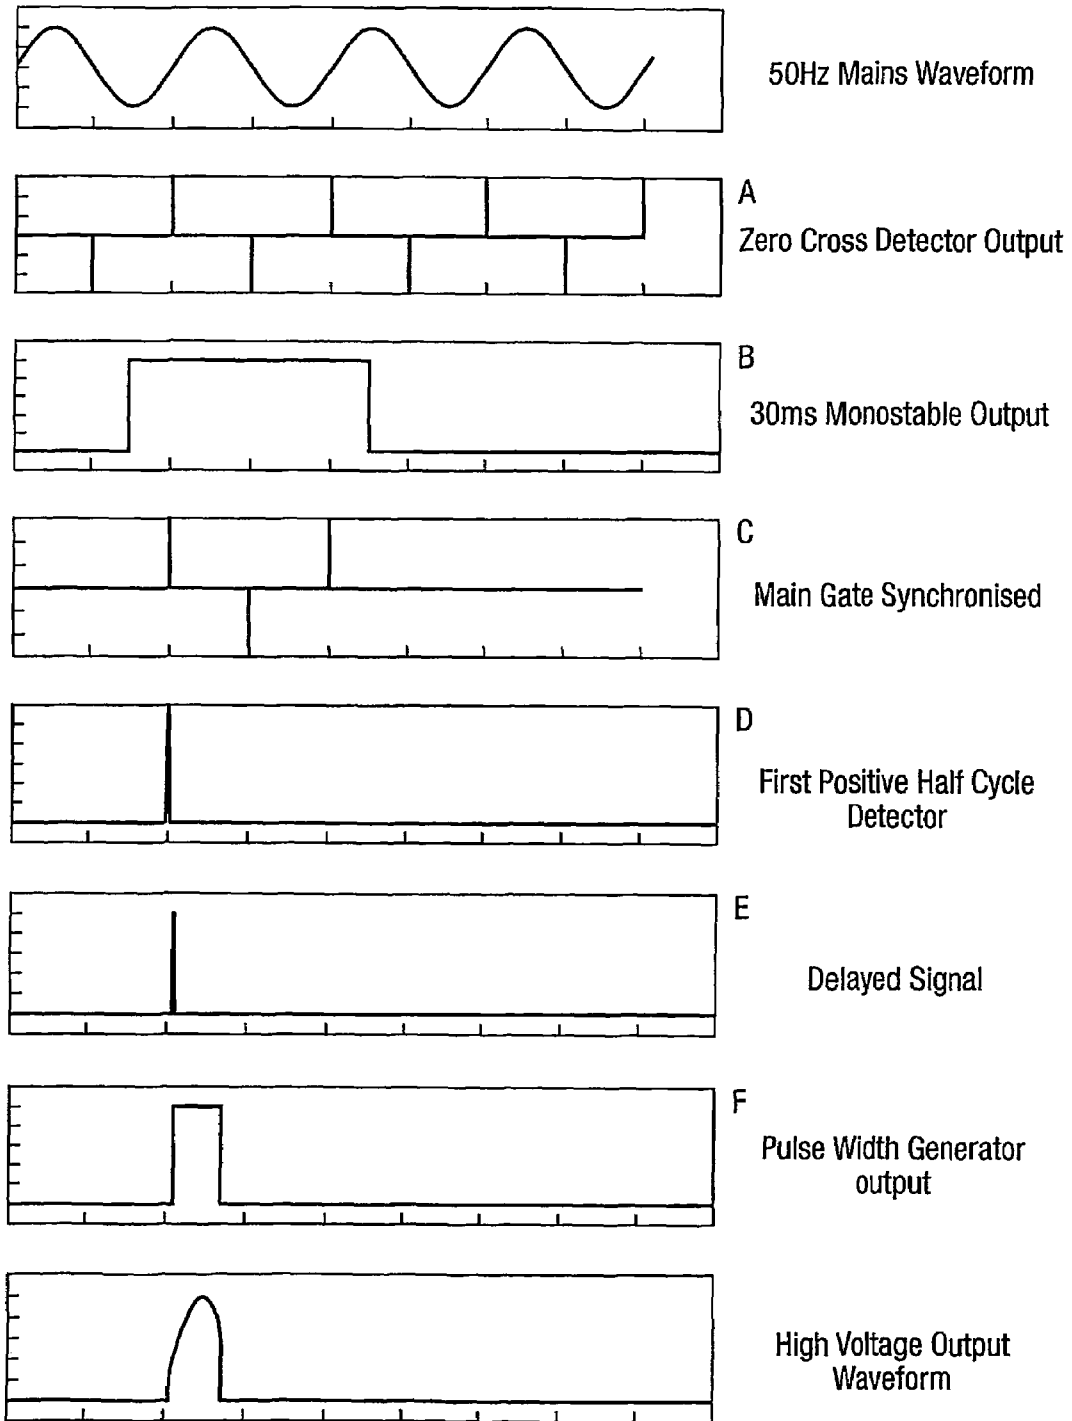 50Hz Mains Waveform
A
Zero Cross Detector Output
B
30ms Monostable Output
C
Main Gate Synchronised
D
First Positive Half Cycle
Detector
E
Delayed Signal
F
Pulse Width Generator
output
High Voltage Output
Waveform